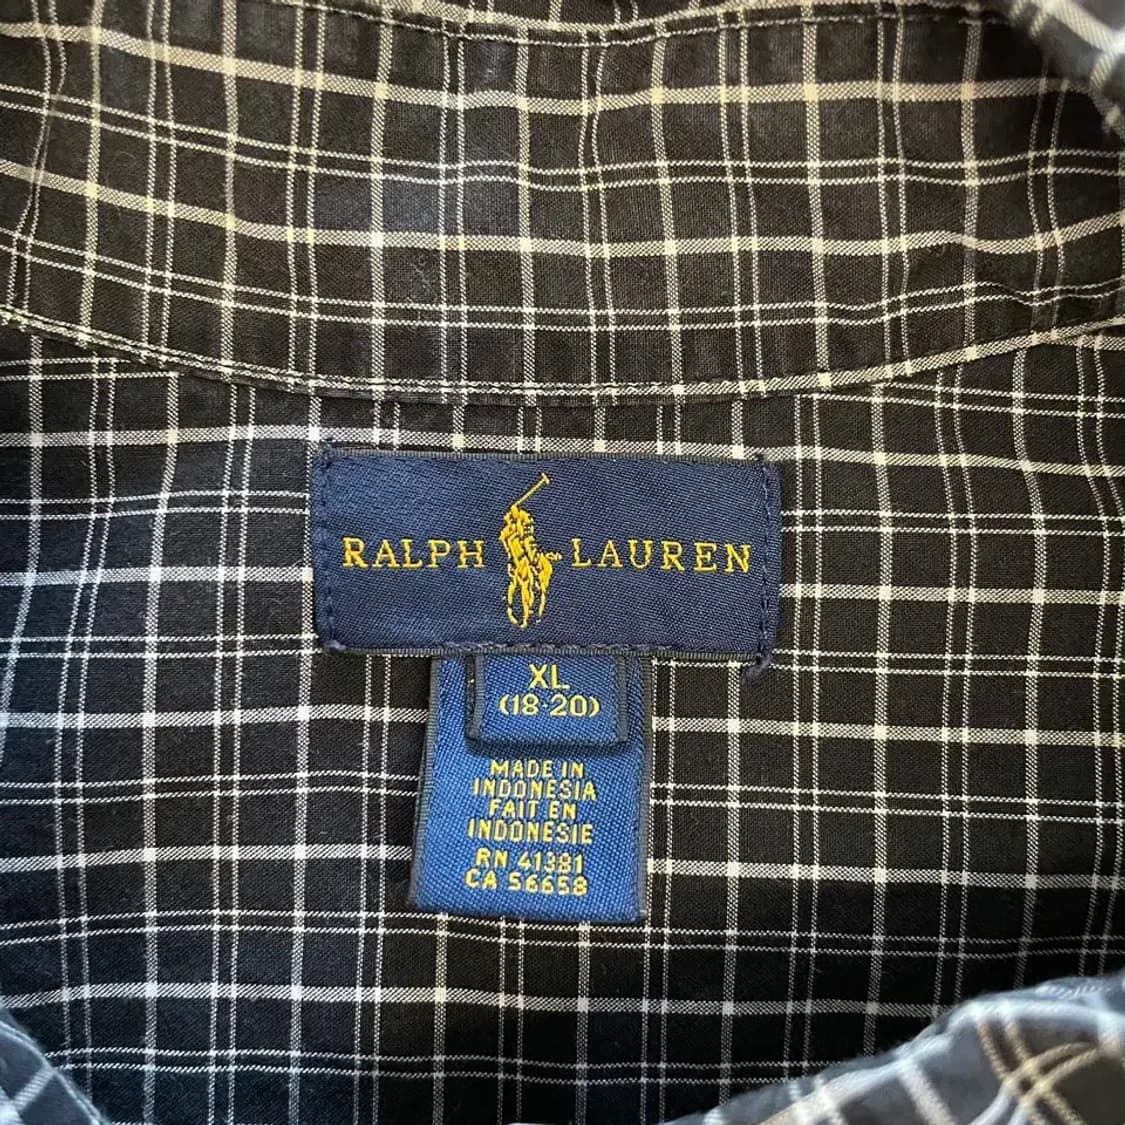 RALPH LAUREN
XL
(18-20)
MADE IN
INDONESIA
FAIT EN
INDONESIE
RN 41381
CA 56658